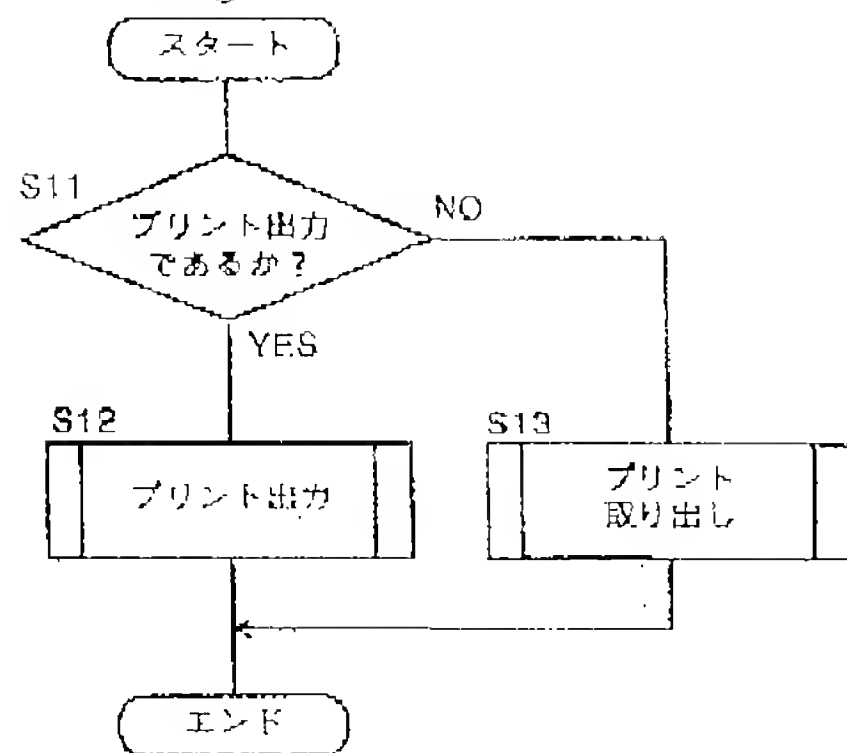 スタート
S11
プリント出力
であるか？
NO
YES
S12
プリント出力
S13
プリント
取り出し
エンド